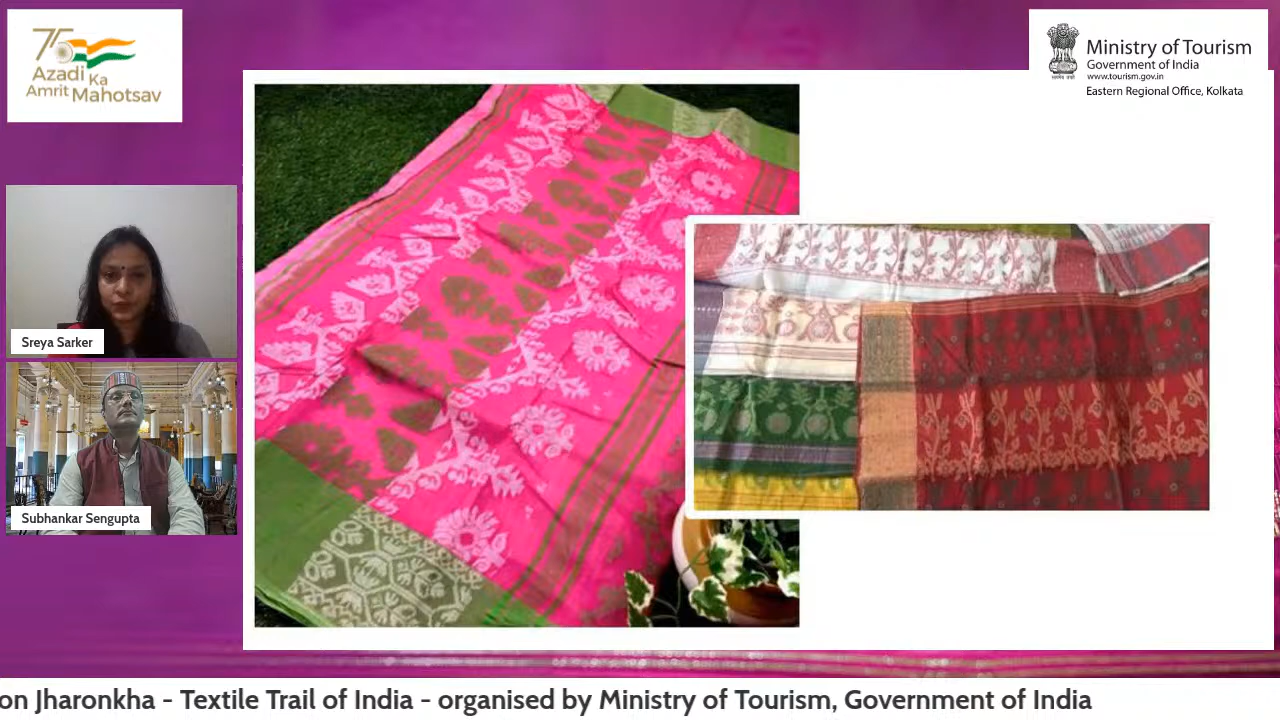 75
Azadi Ka
Amrit Mahotsav
Ministry of Tourism
Government of India
www.tourism.gov.in
Eastern Regional Office, Kolkata
Sreya Sarker
Subhankar Sengupta
on Jharonkha - Textile Trail of India - organised by Ministry of Tourism, Government of India